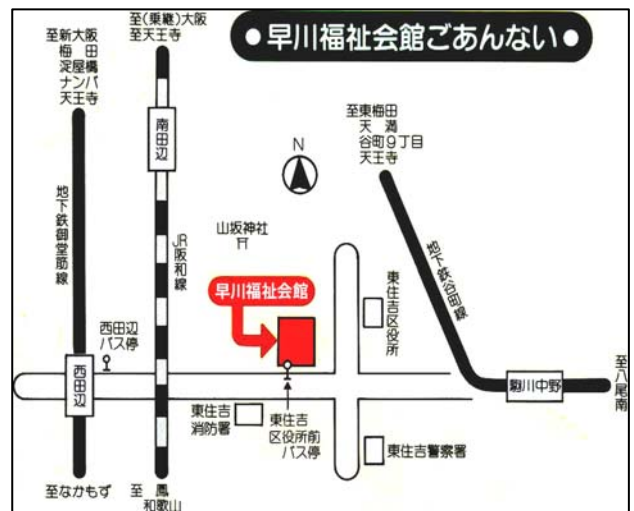 ●早川福祉会館ごあんない●
至新大阪
梅田
淀屋橋
ナンバ
天王寺
至(乗継)大阪
至天王寺
南田辺
地下鉄御堂筋線
JR阪和線
N
山坂神社
早川福祉会館
至東梅田
天満
谷町9丁目
天王寺
地下鉄谷町線
東住吉区役所
西田辺
バス停
西田辺
東住吉
消防署
東住吉
区役所前
バス停
東住吉警察署
駒川中野
至八尾南
至なかもず
至 鳳
和歌山